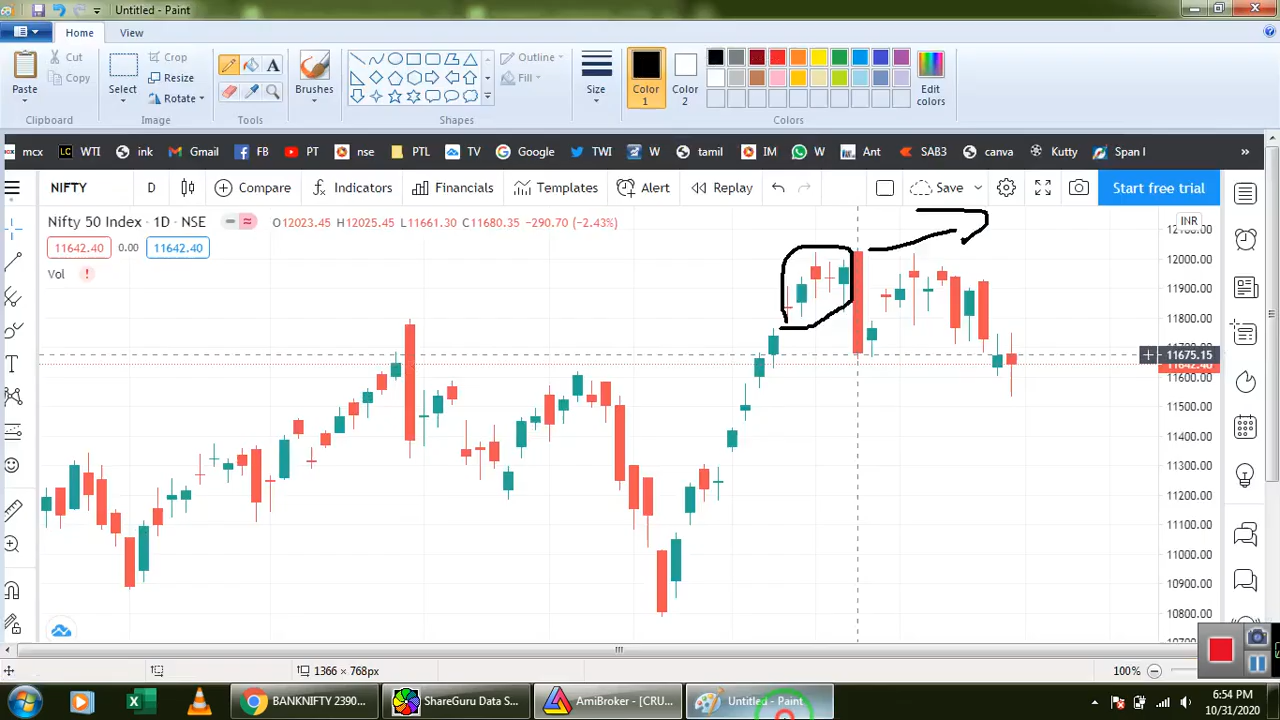 Untitled - Paint
Home View
Paste
Cut
Copy
Clipboard
Select
Crop
Resize
Rotate
Image
Tools
Brushes
Outline
Fill
Shapes
Size
Color 1
Color 2
Edit colors
Colors
mcx WTI ink Gmail FB PT nse PTL TV Google TWI W tamil IM W Ant SAB3 canva Kutty Span I »
NIFTY D Compare Indicators Financials Templates Alert Replay Save Start free trial
Nifty 50 Index · 1D · NSE O12023.45 H12025.45 L11661.30 C11680.35 −290.70 (−2.43%)
11642.40 0.00 11642.40
Vol !
INR
12100.00
12000.00
11900.00
11800.00
11700.00
11675.15
11642.40
11600.00
11500.00
11400.00
11300.00
11200.00
11100.00
11000.00
10900.00
10800.00
1366 × 768px 100%
BANKNIFTY 2390... ShareGuru Data S... AmiBroker - [CRU... Untitled - Paint
6:54 PM
10/31/2020